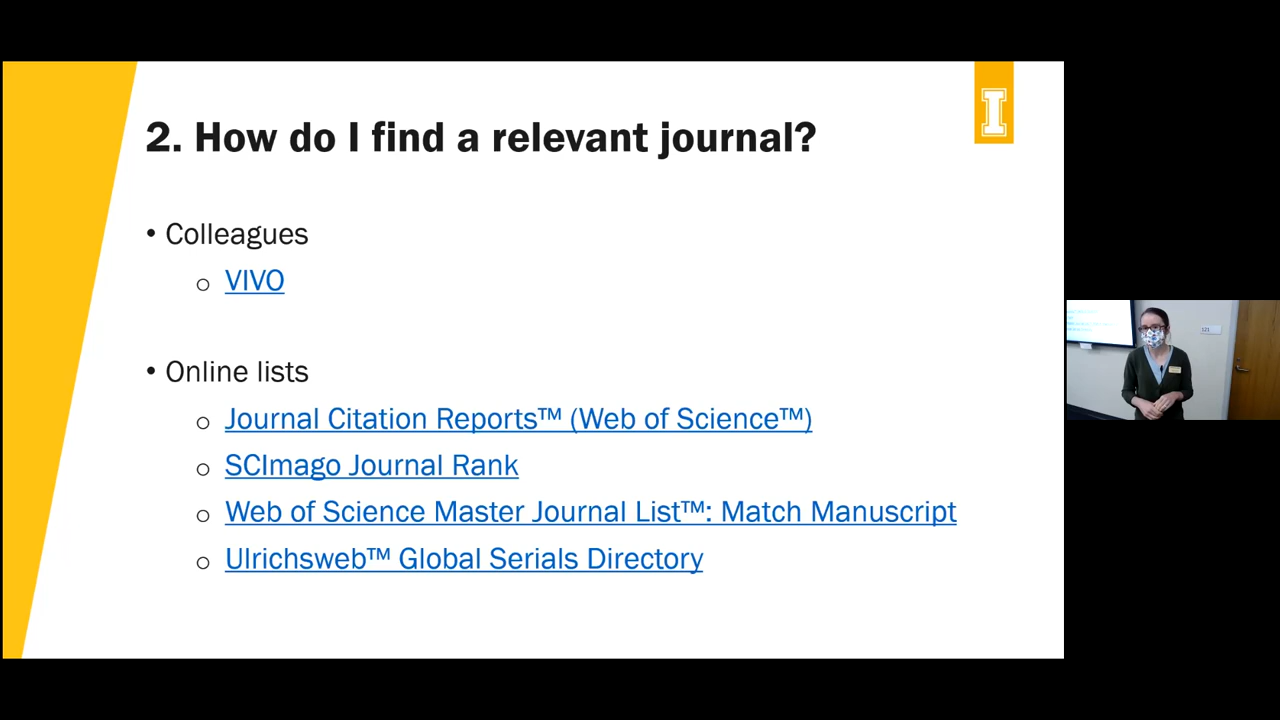 2. How do I find a relevant journal?
I
• Colleagues
o VIVO
• Online lists
o Journal Citation Reports™ (Web of Science™)
o SCImago Journal Rank
o Web of Science Master Journal List™: Match Manuscript
o Ulrichsweb™ Global Serials Directory